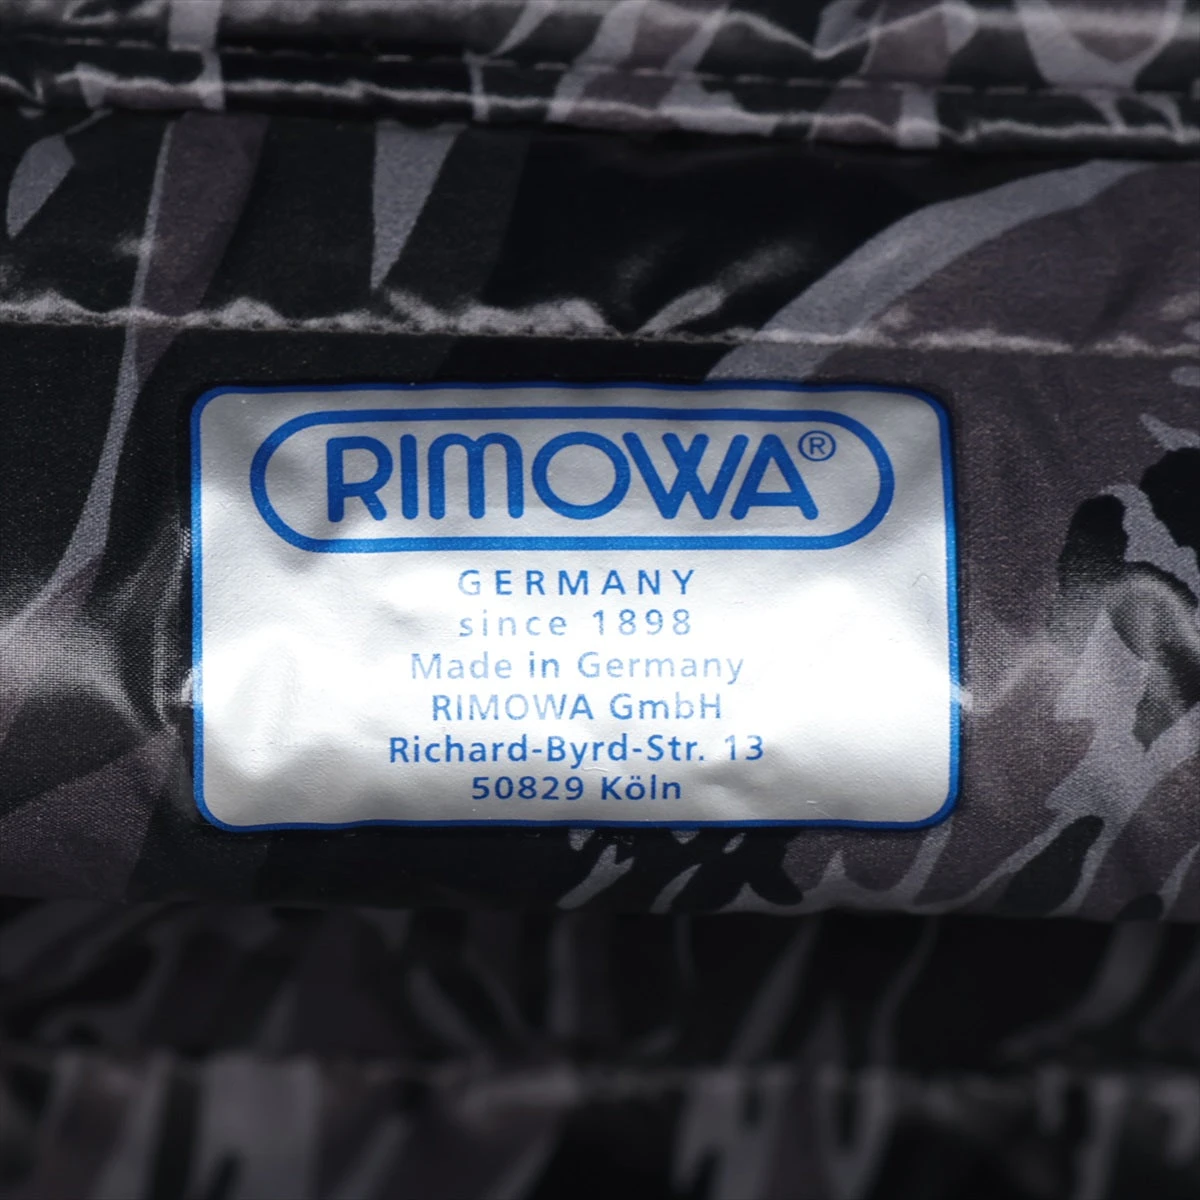 RIMOWA®
GERMANY
since 1898
Made in Germany
RIMOWA GmbH
Richard-Byrd-Str. 13
50829 Köln